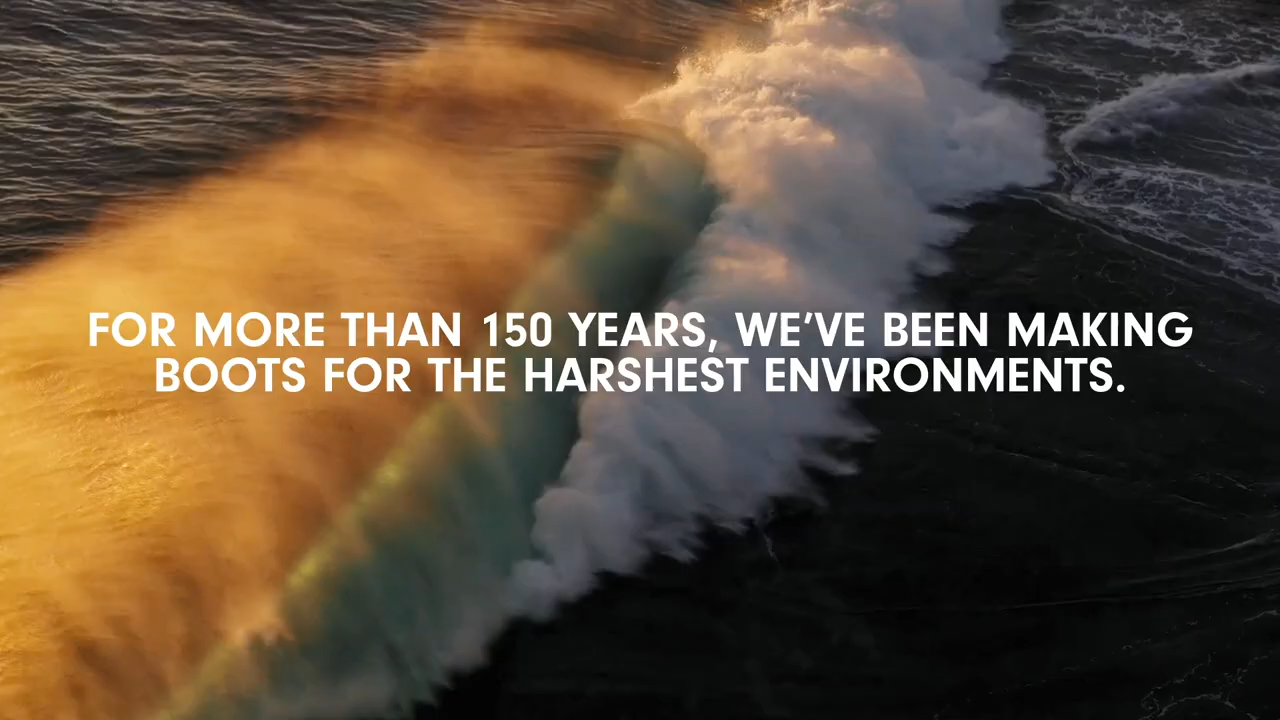 FOR MORE THAN 150 YEARS, WE’VE BEEN MAKING
BOOTS FOR THE HARSHEST ENVIRONMENTS.